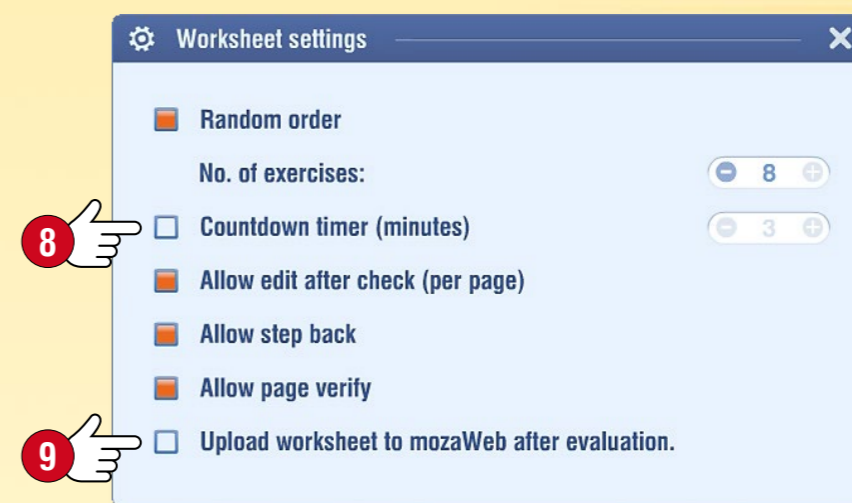 Worksheet settings
Random order
No. of exercises: 8
8 Countdown timer (minutes) 3
Allow edit after check (per page)
Allow step back
Allow page verify
9 Upload worksheet to mozaWeb after evaluation.